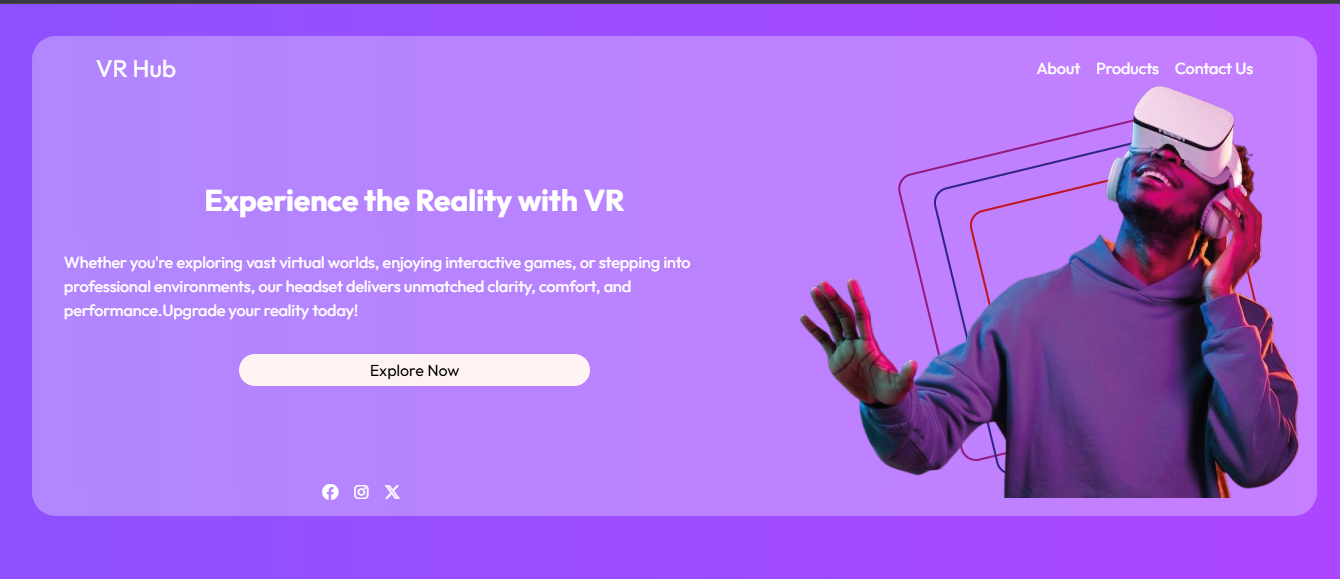 VR Hub
About Products Contact Us
Experience the Reality with VR
Whether you're exploring vast virtual worlds, enjoying interactive games, or stepping into
professional environments, our headset delivers unmatched clarity, comfort, and
performance.Upgrade your reality today!
Explore Now